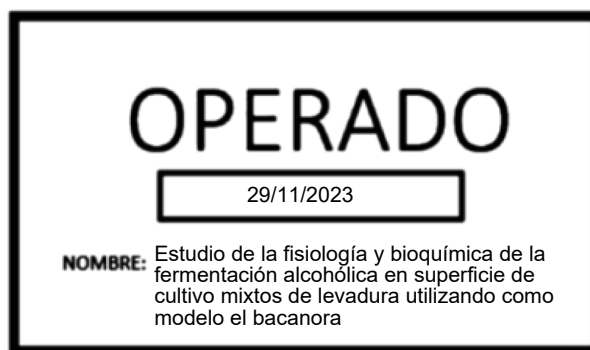 OPERADO
29/11/2023
NOMBRE: Estudio de la fisiología y bioquímica de la
fermentación alcohólica en superficie de
cultivo mixtos de levadura utilizando como
modelo el bacanora